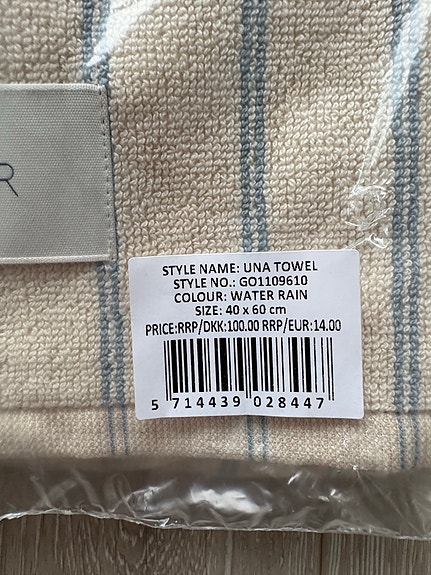 R
STYLE NAME: UNA TOWEL
STYLE NO.: GO1109610
COLOUR: WATER RAIN
SIZE: 40 x 60 cm
PRICE:RRP/DKK:100.00 RRP/EUR:14.00
5 714439 028447